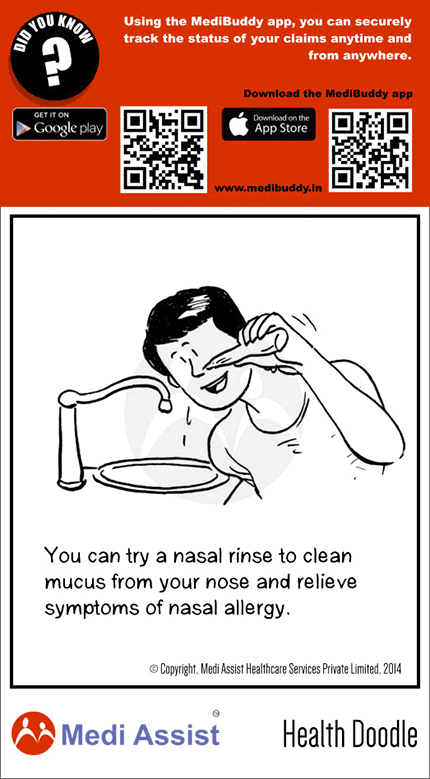 DID YOU KNOW
?
Using the MediBuddy app, you can securely
track the status of your claims anytime and
from anywhere.
Download the MediBuddy app
GET IT ON
Google play
Download on the
App Store
www.medibuddy.in
You can try a nasal rinse to clean
mucus from your nose and relieve
symptoms of nasal allergy.
© Copyright, Medi Assist Healthcare Services Private Limited, 2014
Medi Assist
Health Doodle